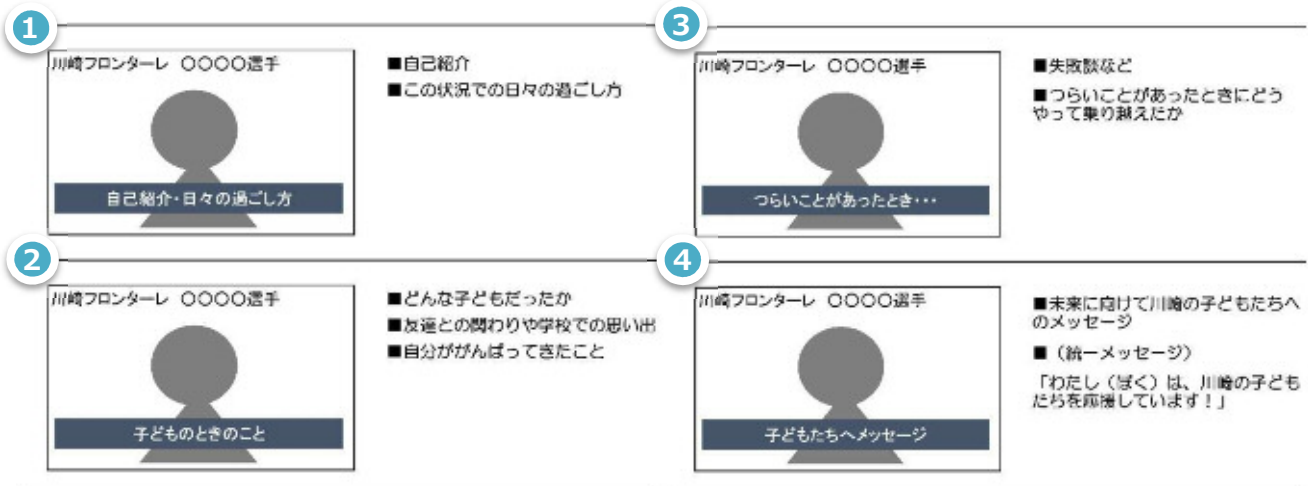 1
川崎フロンターレ 〇〇〇〇選手
自己紹介・日々の過ごし方
■自己紹介
■この状況での日々の過ごし方
2
川崎フロンターレ 〇〇〇〇選手
子どものときのこと
■どんな子どもだったか
■友達との関わりや学校での思い出
■自分ががんばってきたこと
3
川崎フロンターレ 〇〇〇〇選手
つらいことがあったとき・・・
■失敗談など
■つらいことがあったときにどう
やって乗り越えたか
4
川崎フロンターレ 〇〇〇〇選手
子どもたちへメッセージ
■未来に向けて川崎の子どもたちへ
のメッセージ
■（統一メッセージ）
「わたし（ぼく）は、川崎の子ども
たちを応援しています！」